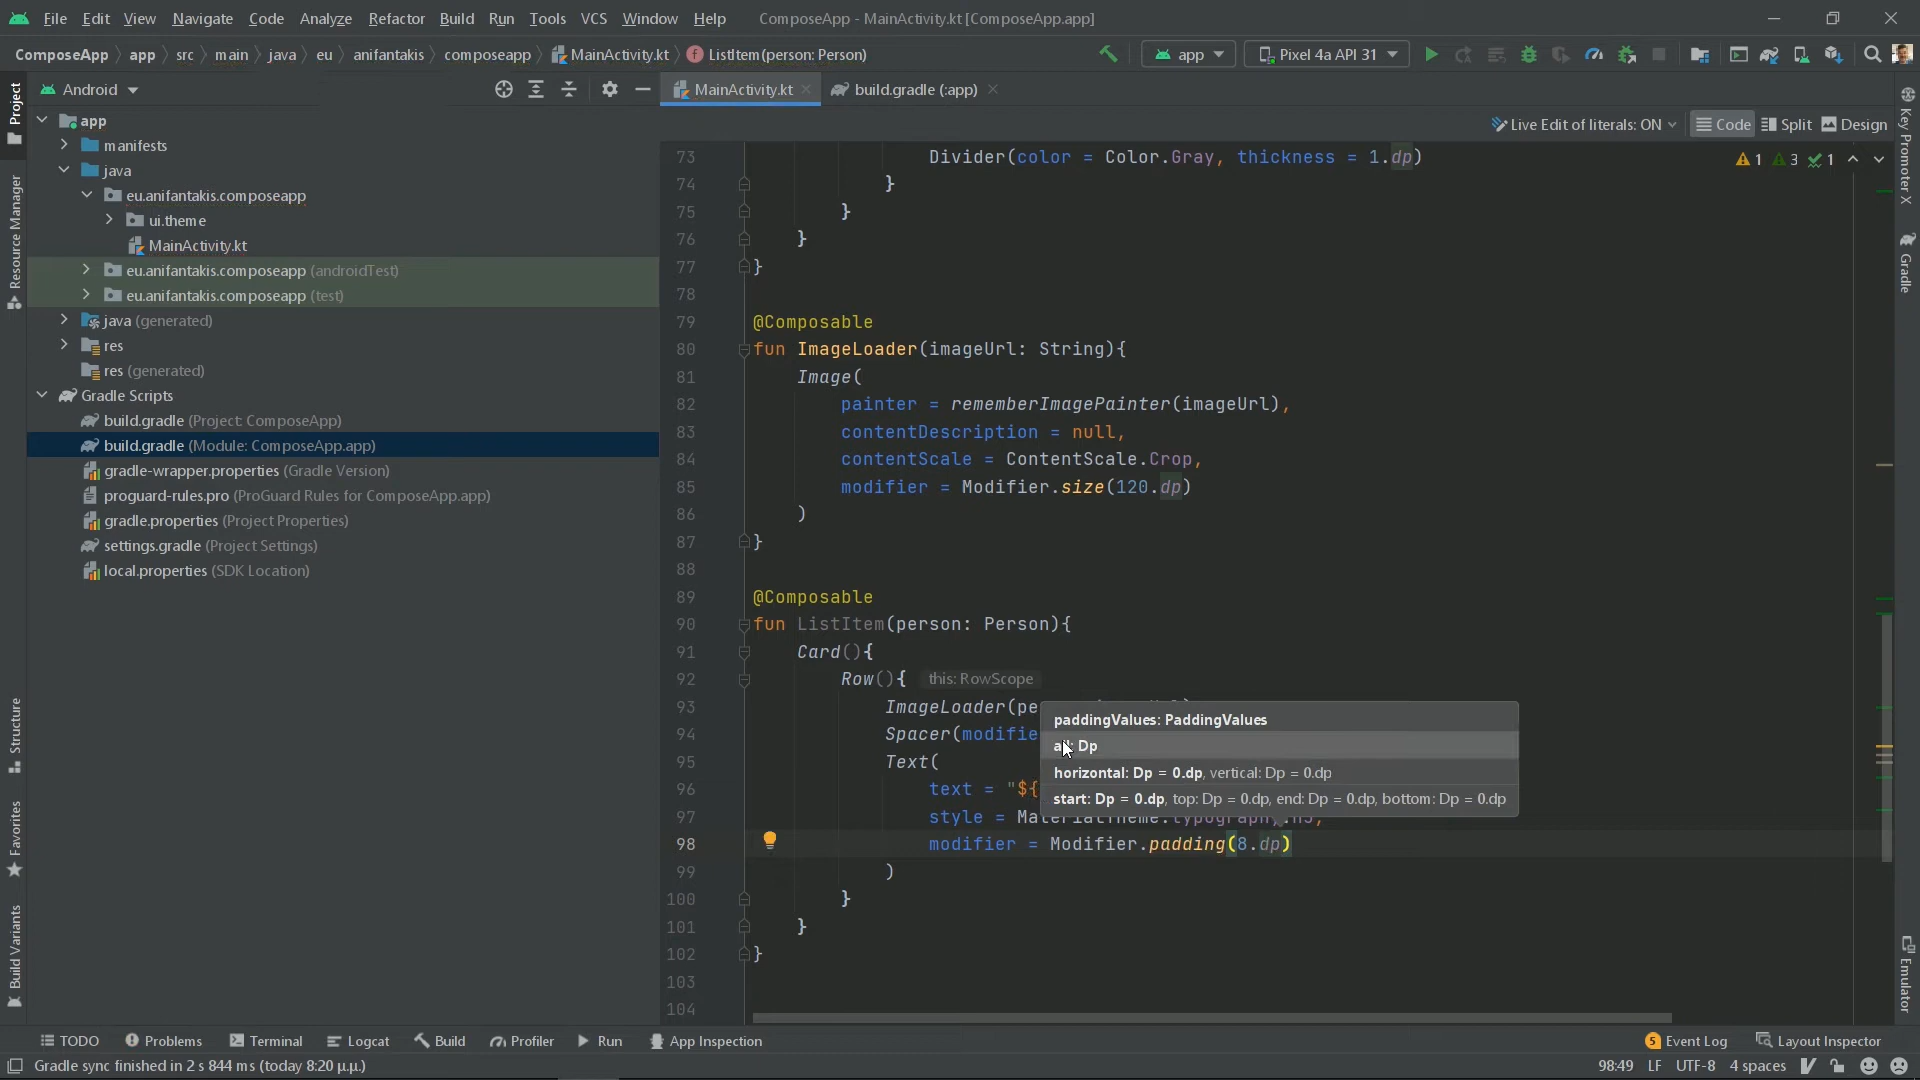 File Edit View Navigate Code Analyze Refactor Build Run Tools VCS Window Help ComposeApp - MainActivity.kt [ComposeApp.app]
ComposeApp app src main java eu anifantakis composeapp MainActivity.kt ListItem(person: Person) app Pixel 4a API 31
Android
MainActivity.kt build.gradle (:app)
Live Edit of literals: ON Code Split Design
Project
Resource Manager
Structure
Favorites
Build Variants
app
manifests
java
eu.anifantakis.composeapp
ui.theme
MainActivity.kt
eu.anifantakis.composeapp (androidTest)
eu.anifantakis.composeapp (test)
java (generated)
res
res (generated)
Gradle Scripts
build.gradle (Project: ComposeApp)
build.gradle (Module: ComposeApp.app)
gradle-wrapper.properties (Gradle Version)
proguard-rules.pro (ProGuard Rules for ComposeApp.app)
gradle.properties (Project Properties)
settings.gradle (Project Settings)
local.properties (SDK Location)
1 3 1
73 Divider(color = Color.Gray, thickness = 1.dp)
74 }
75 }
76 }
77 }
78
79 @Composable
80 fun ImageLoader(imageUrl: String){
81 Image(
82 painter = rememberImagePainter(imageUrl),
83 contentDescription = null,
84 contentScale = ContentScale.Crop,
85 modifier = Modifier.size(120.dp)
86 )
87 }
88
89 @Composable
90 fun ListItem(person: Person){
91 Card(){
92 Row(){ this: RowScope
93 ImageLoader(pe
94 Spacer(modifie
95 Text(
96 text = "${
97 style = MaterialTheme.typography
98 modifier = Modifier.padding(8.dp)
99 )
100 }
101 }
102 }
103
104
paddingValues: PaddingValues
Dp
horizontal: Dp = 0.dp, vertical: Dp = 0.dp
start: Dp = 0.dp, top: Dp = 0.dp, end: Dp = 0.dp, bottom: Dp = 0.dp
Key Promoter X
Gradle
Emulator
TODO Problems Terminal Logcat Build Profiler Run App Inspection 5 Event Log Layout Inspector
Gradle sync finished in 2 s 844 ms (today 8:20 μ.μ.) 98:49 LF UTF-8 4 spaces